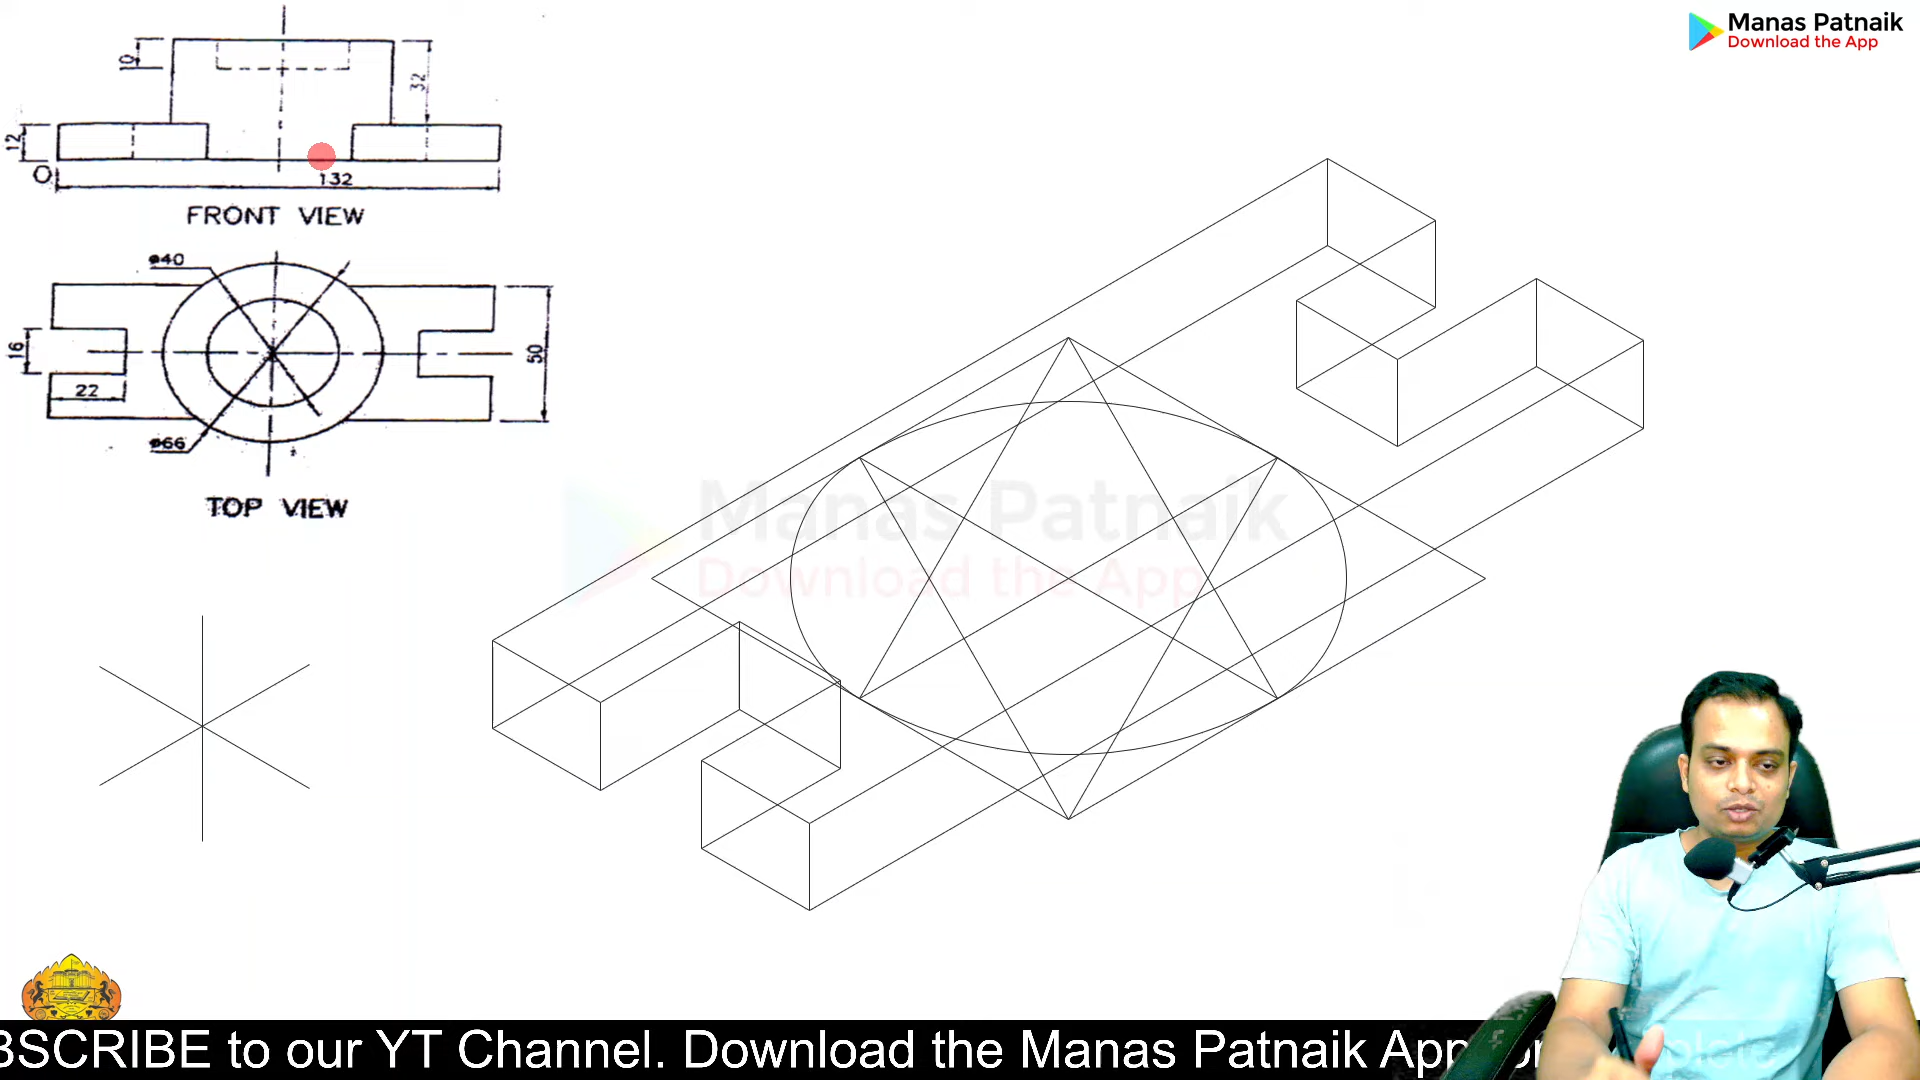 Manas Patnaik
Download the App
10
32
12
O
132
FRONT VIEW
ø40
16
50
22
ø66
TOP VIEW
Manas Patnaik
Download the App
BSCRIBE to our YT Channel. Download the Manas Patnaik App